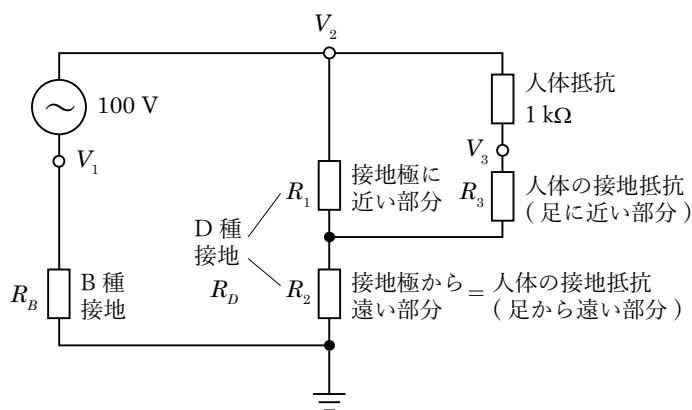 V₂
100 V
V₁
人体抵抗
1 kΩ
V₃
R₁
接地極に
近い部分
R₃
人体の接地抵抗
( 足に近い部分 )
D 種
接地
R_D
R_B
B 種
接地
R₂
接地極から
遠い部分
=
人体の接地抵抗
( 足から遠い部分 )